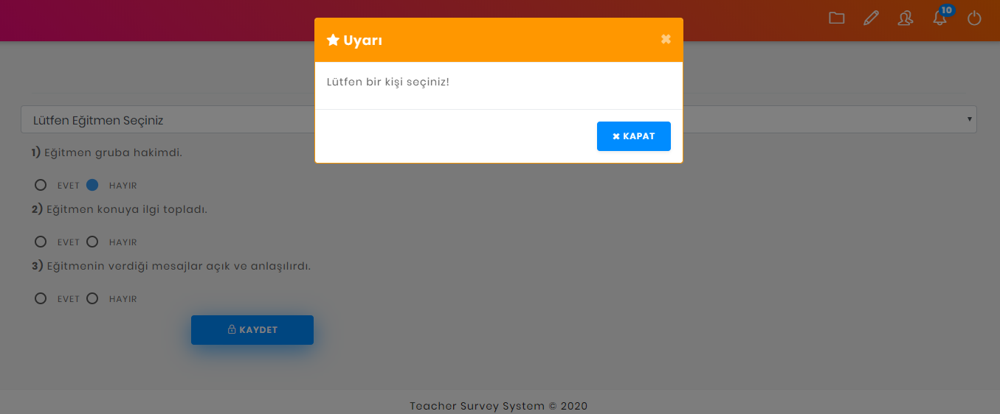 10
Uyarı
Lütfen bir kişi seçiniz!
KAPAT
Lütfen Eğitmen Seçiniz
1) Eğitmen gruba hakimdi.
EVET HAYIR
2) Eğitmen konuya ilgi topladı.
EVET HAYIR
3) Eğitmenin verdiği mesajlar açık ve anlaşılırdı.
EVET HAYIR
KAYDET
Teacher Survey System © 2020